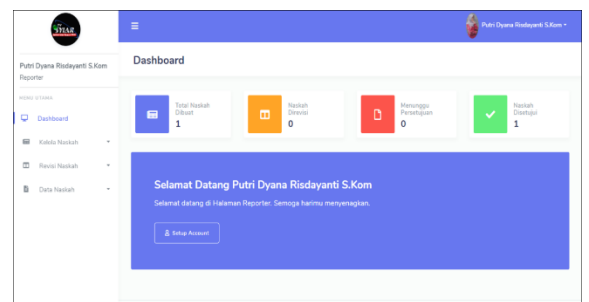 SYIAR
Putri Dyana Risdayanti S.Kom
Putri Dyana Risdayanti S.Kom
Reporter
MENU UTAMA
Dashboard
Kelola Naskah
Revisi Naskah
Data Naskah
Dashboard
Total Naskah
Dibuat
1
Naskah
Direvisi
0
Menunggu
Persetujuan
0
Naskah
Disetujui
1
Selamat Datang Putri Dyana Risdayanti S.Kom
Selamat datang di Halaman Reporter. Semoga harimu menyenagkan.
Setup Account